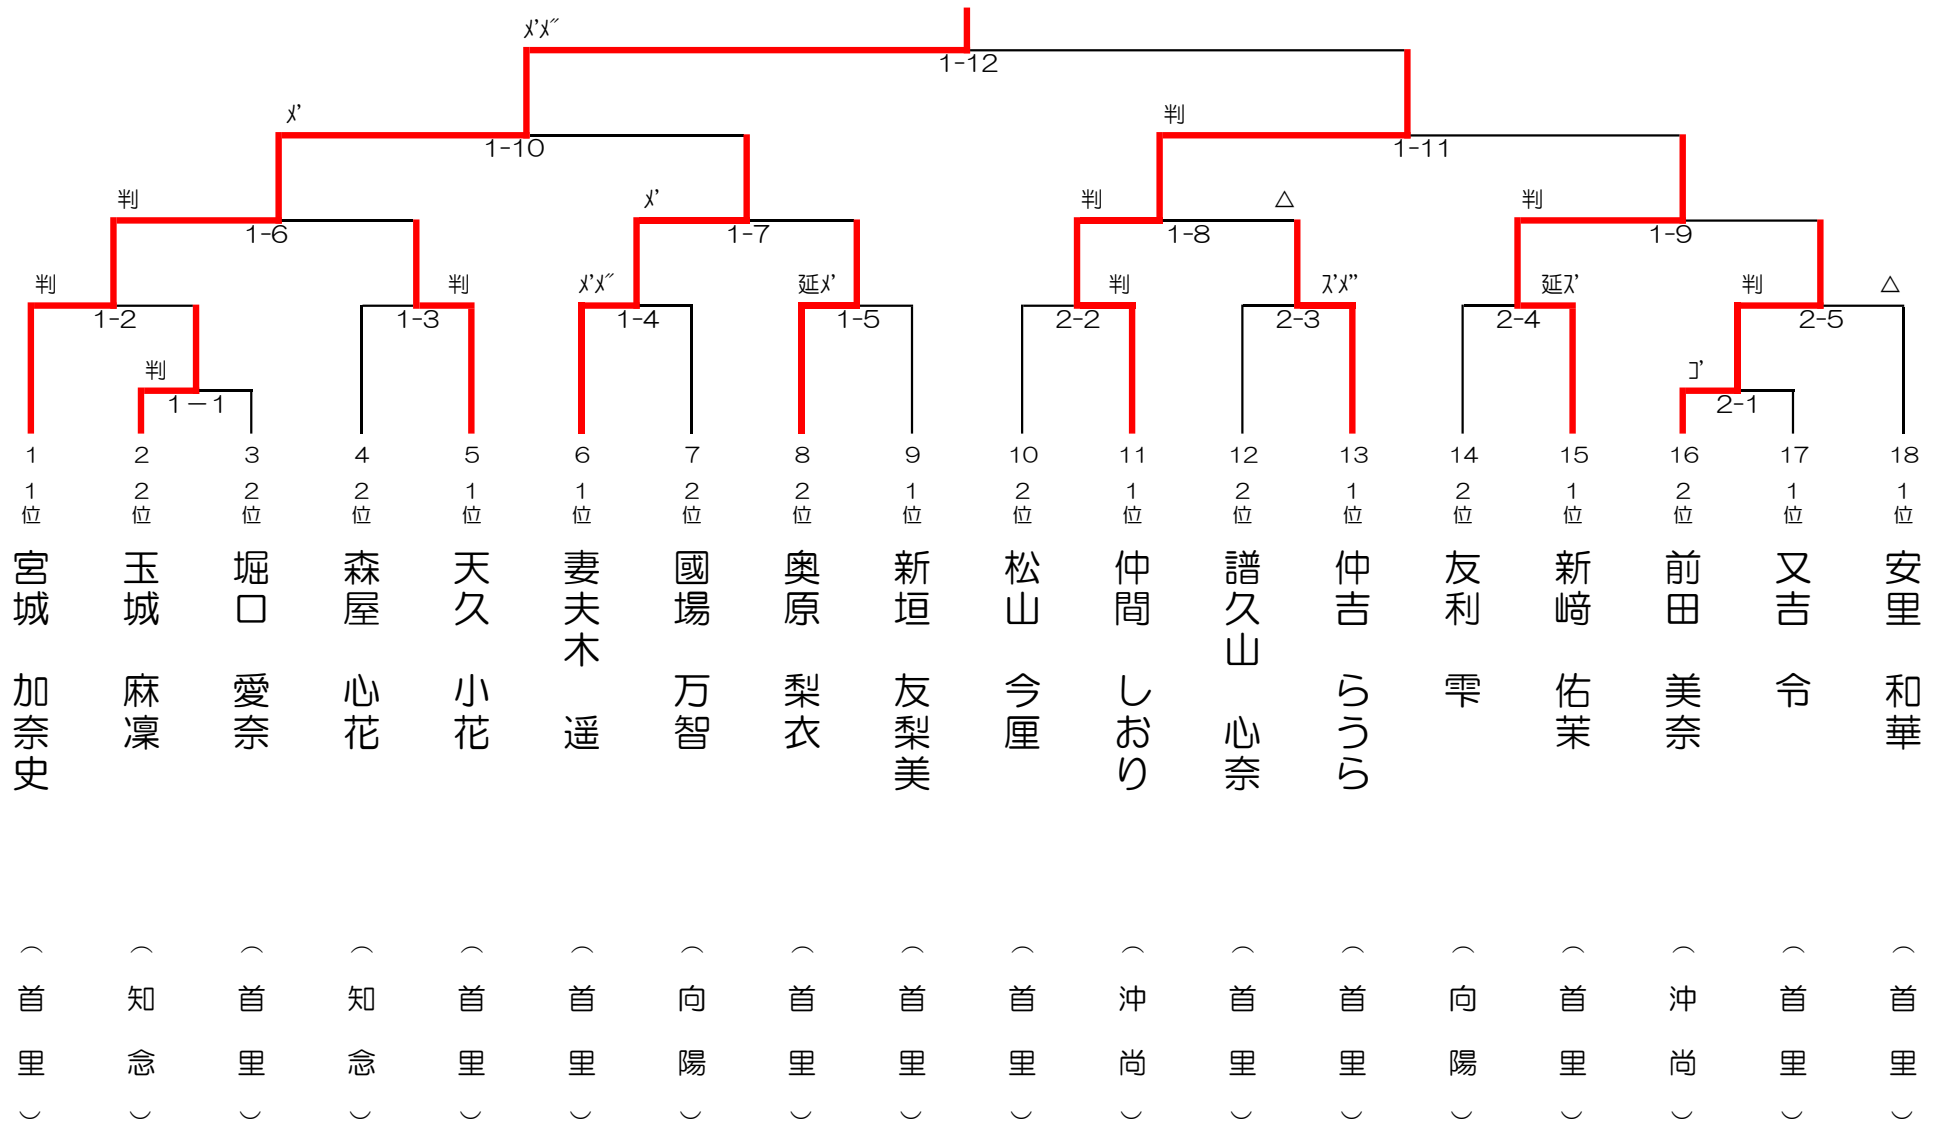 ﾒ'ﾒ''
1-12
ﾒ'
判
1-10
1-11
判
ﾒ'
判
△
判
1-6
1-7
1-8
1-9
判
判
ﾒ'ﾒ''
延ﾒ'
判
ｽ'ﾒ''
延ｽ'
判
△
1-2
1-3
1-4
1-5
2-2
2-3
2-4
2-5
判
ｺ'
1－1
2-1
1 1位 宮城 加奈史 （首里）
2 2位 玉城 麻凜 （知念）
3 2位 堀口 愛奈 （首里）
4 2位 森屋 心花 （知念）
5 1位 天久 小花 （首里）
6 1位 妻夫木 遥 （首里）
7 2位 國場 万智 （向陽）
8 2位 奥原 梨衣 （首里）
9 1位 新垣 友梨美 （首里）
10 2位 松山 今厘 （首里）
11 1位 仲間 しおり （沖尚）
12 2位 譜久山 心奈 （首里）
13 1位 仲吉 らうら （首里）
14 2位 友利 雫 （向陽）
15 1位 新﨑 佑茉 （首里）
16 2位 前田 美奈 （沖尚）
17 1位 又吉 令 （首里）
18 1位 安里 和華 （首里）